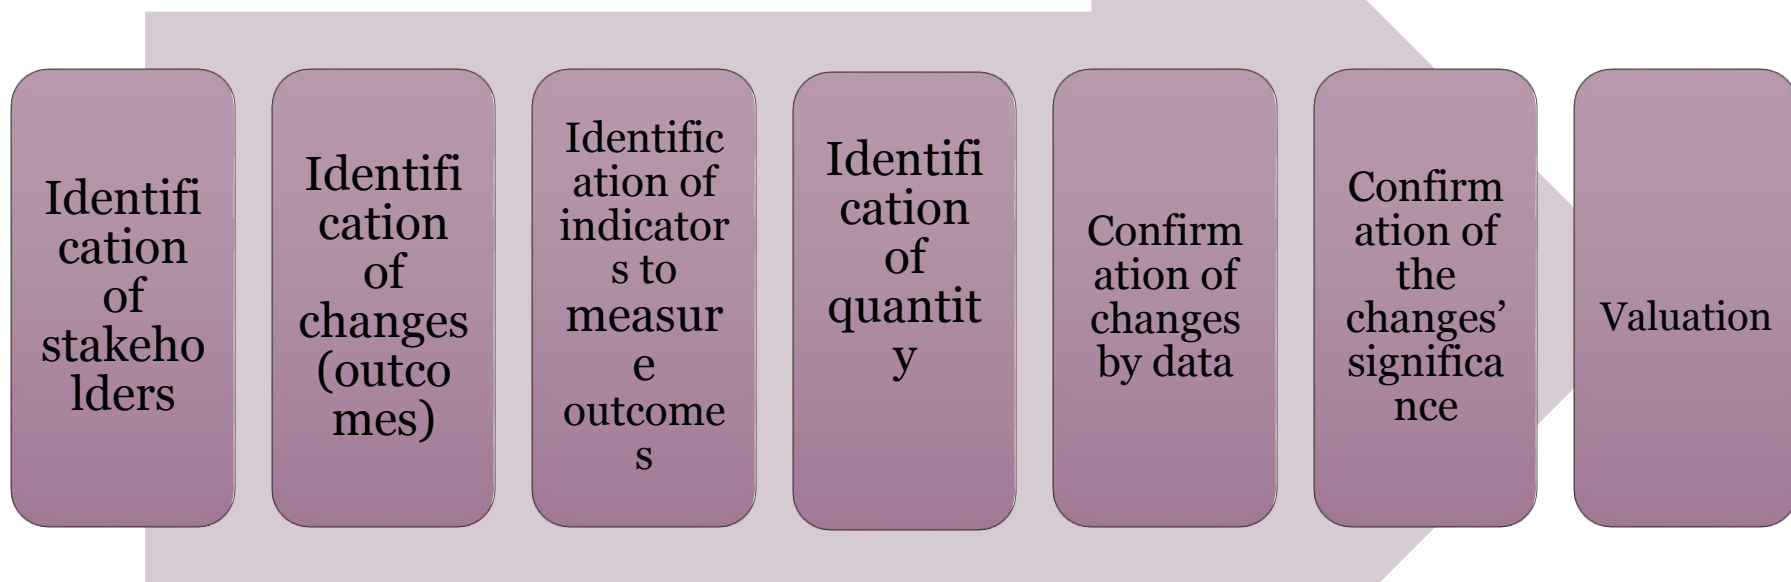 Identifi
cation
of
stakeho
lders
Identifi
cation
of
changes
(outco
mes)
Identific
ation of
indicator
s to
measur
e
outcome
s
Identifi
cation
of
quantit
y
Confirm
ation of
changes
by data
Confirm
ation of
the
changes’
significa
nce
Valuation